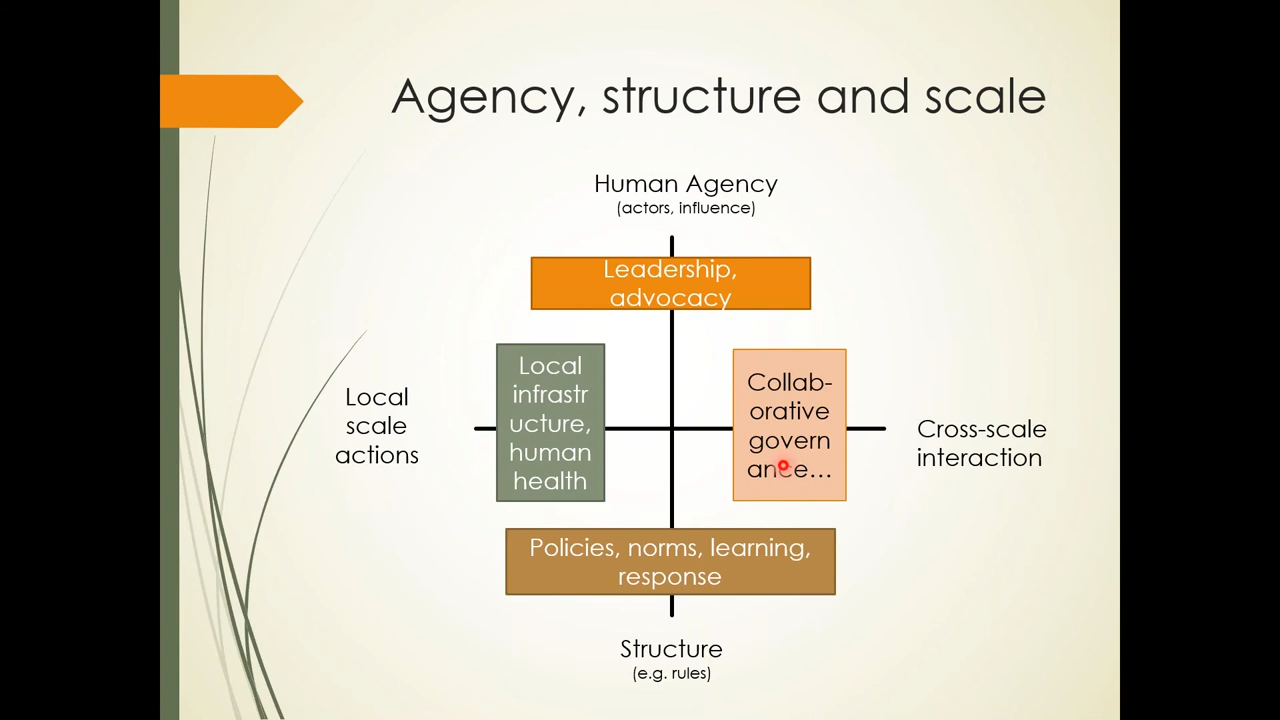 Agency, structure and scale
Human Agency
(actors, influence)
Leadership,
advocacy
Local
scale
actions
Local
infrastr
ucture,
human
health
Collab-
orative
govern
ance…
Cross-scale
interaction
Policies, norms, learning,
response
Structure
(e.g. rules)